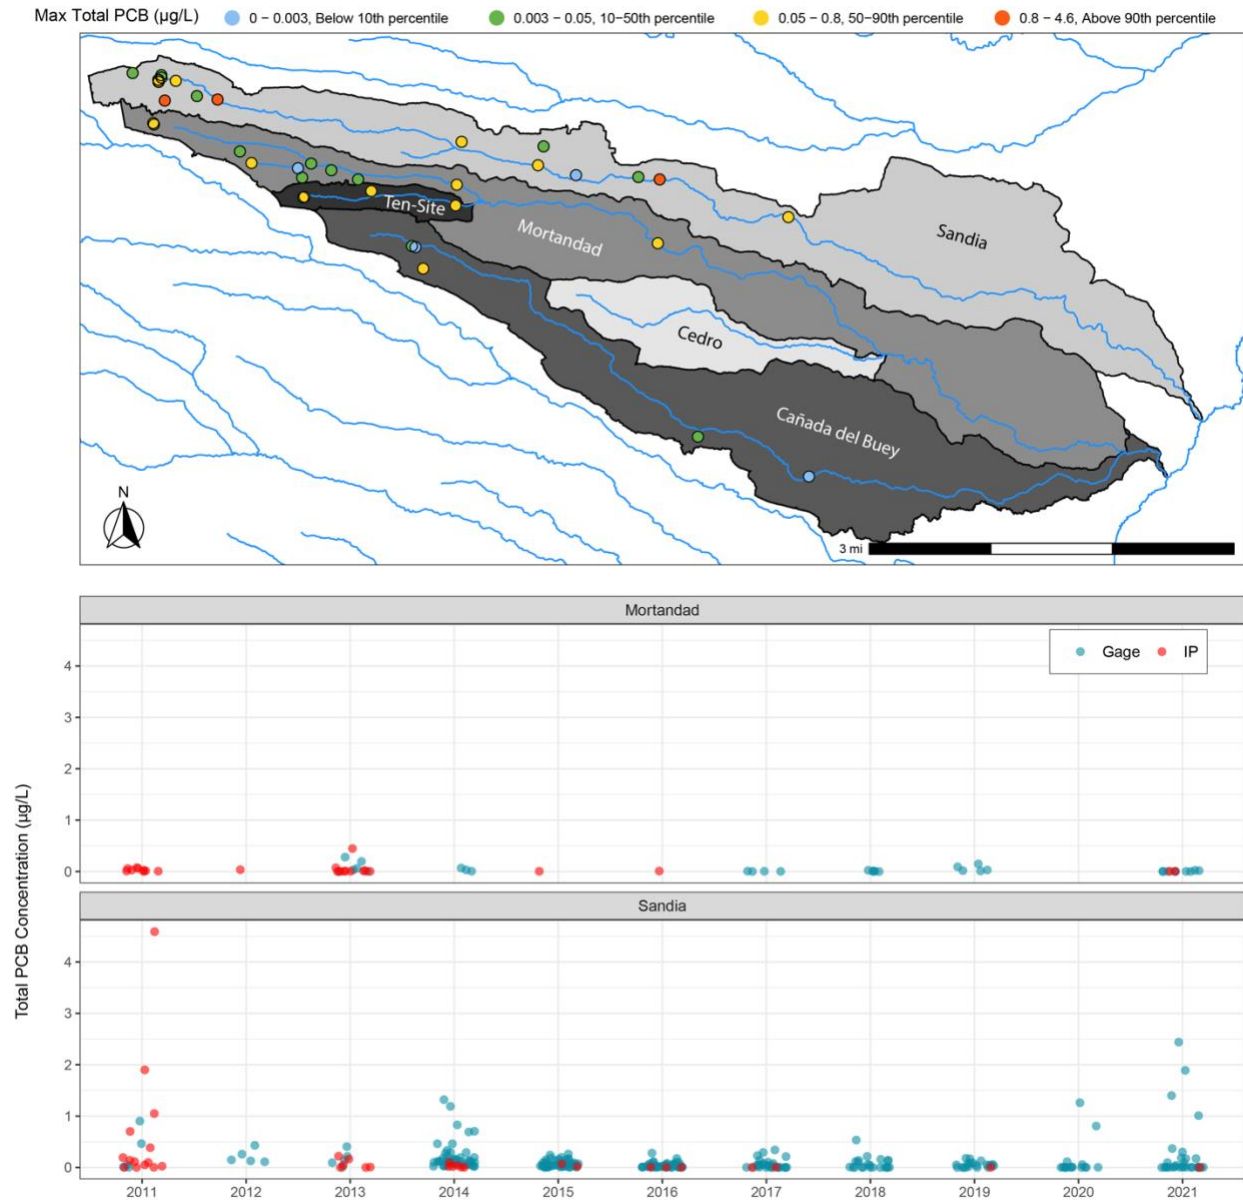 Max Total PCB (µg/L) 0 – 0.003, Below 10th percentile 0.003 – 0.05, 10–50th percentile 0.05 – 0.8, 50–90th percentile 0.8 – 4.6, Above 90th percentile
Ten-Site
Mortandad
Sandia
Cedro
Cañada del Buey
N
3 mi
Mortandad
Gage IP
4
3
2
1
0
Total PCB Concentration (µg/L)
Sandia
4
3
2
1
0
2011 2012 2013 2014 2015 2016 2017 2018 2019 2020 2021